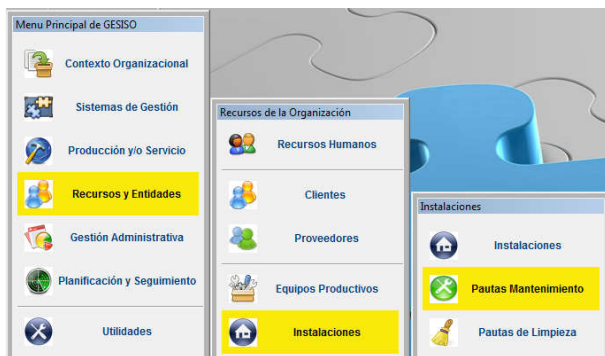 Menu Principal de GESISO
Contexto Organizacional
Sistemas de Gestión
Producción y/o Servicio
Recursos y Entidades
Gestión Administrativa
Planificación y Seguimiento
Utilidades
Recursos de la Organización
Recursos Humanos
Clientes
Proveedores
Equipos Productivos
Instalaciones
Instalaciones
Instalaciones
Pautas Mantenimiento
Pautas de Limpieza